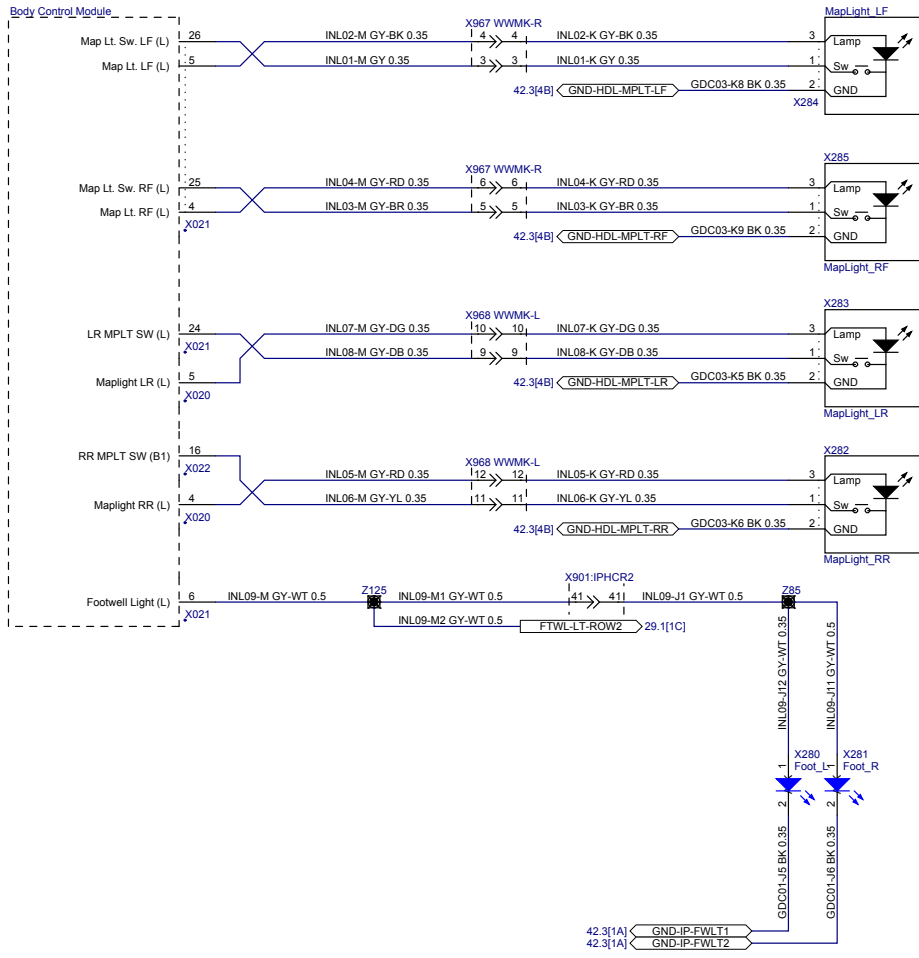 Body Control Module
MapLight_LF
X967 WWMK-R
Map Lt. Sw. LF (L) 26 INL02-M GY-BK 0.35 4 4 INL02-K GY-BK 0.35 3 Lamp
Map Lt. LF (L) 5 INL01-M GY 0.35 3 3 INL01-K GY 0.35 1 Sw
42.3[4B] GND-HDL-MPLT-LF GDC03-K8 BK 0.35 2 GND
X284
X967 WWMK-R
X285
Map Lt. Sw. RF (L) 25 INL04-M GY-RD 0.35 6 6 INL04-K GY-RD 0.35 3 Lamp
Map Lt. RF (L) 4 INL03-M GY-BR 0.35 5 5 INL03-K GY-BR 0.35 1 Sw
X021
42.3[4B] GND-HDL-MPLT-RF GDC03-K9 BK 0.35 2 GND
MapLight_RF
X283
X968 WWMK-L
LR MPLT SW (L) 24 INL07-M GY-DG 0.35 10 10 INL07-K GY-DG 0.35 3 Lamp
X021
INL08-M GY-DB 0.35 9 9 INL08-K GY-DB 0.35 1 Sw
Maplight LR (L) 5
42.3[4B] GND-HDL-MPLT-LR GDC03-K5 BK 0.35 2 GND
X020
MapLight_LR
X282
RR MPLT SW (B1) 16
X968 WWMK-L
X022
INL05-M GY-RD 0.35 12 12 INL05-K GY-RD 0.35 3 Lamp
Maplight RR (L) 4 INL06-M GY-YL 0.35 11 11 INL06-K GY-YL 0.35 1 Sw
X020
42.3[4B] GND-HDL-MPLT-RR GDC03-K6 BK 0.35 2 GND
MapLight_RR
X901:IPHCR2
Z125
Z85
Footwell Light (L) 6 INL09-M GY-WT 0.5 INL09-M1 GY-WT 0.5 41 41 INL09-J1 GY-WT 0.5
X021
INL09-M2 GY-WT 0.5 FTWL-LT-ROW2 29.1[1C]
INL09-J12 GY-WT 0.35
INL09-J11 GY-WT 0.5
X280
Foot_L
X281
Foot_R
1
1
2
2
GDC01-J5 BK 0.35
GDC01-J6 BK 0.35
42.3[1A] GND-IP-FWLT1
42.3[1A] GND-IP-FWLT2